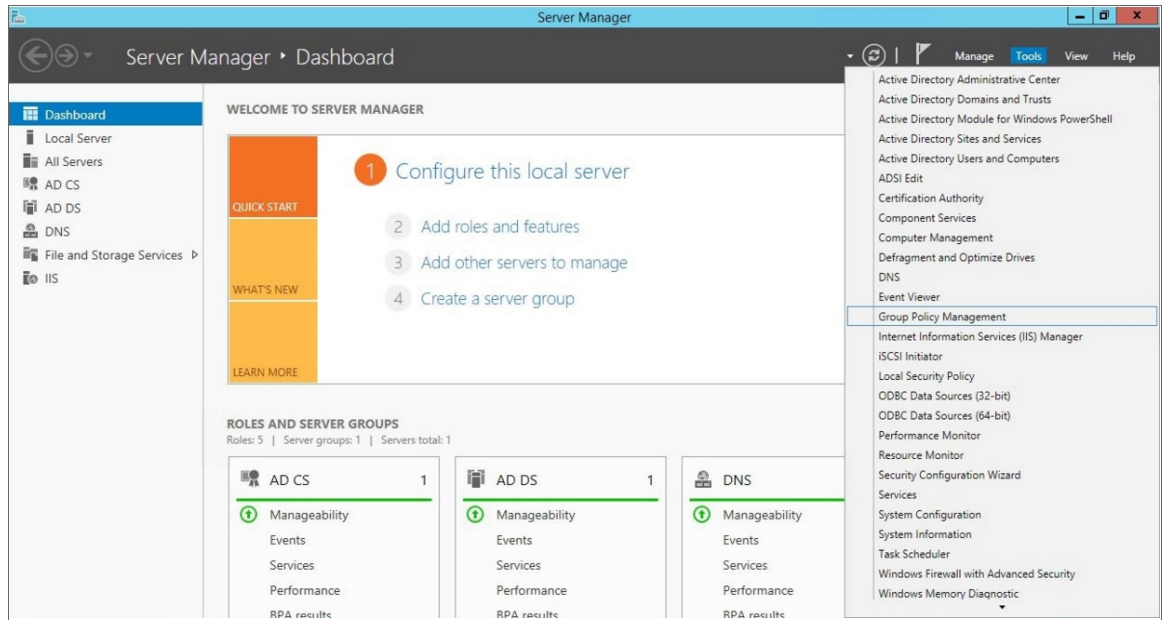 Server Manager
Server Manager • Dashboard
Manage Tools View Help
Dashboard
Local Server
All Servers
AD CS
AD DS
DNS
File and Storage Services
IIS
WELCOME TO SERVER MANAGER
QUICK START
WHAT'S NEW
LEARN MORE
1 Configure this local server
2 Add roles and features
3 Add other servers to manage
4 Create a server group
ROLES AND SERVER GROUPS
Roles: 5 | Server groups: 1 | Servers total: 1
AD CS 1
Manageability
Events
Services
Performance
BPA results
AD DS 1
Manageability
Events
Services
Performance
BPA results
DNS
Manageability
Events
Services
Performance
BPA results
Active Directory Administrative Center
Active Directory Domains and Trusts
Active Directory Module for Windows PowerShell
Active Directory Sites and Services
Active Directory Users and Computers
ADSI Edit
Certification Authority
Component Services
Computer Management
Defragment and Optimize Drives
DNS
Event Viewer
Group Policy Management
Internet Information Services (IIS) Manager
iSCSI Initiator
Local Security Policy
ODBC Data Sources (32-bit)
ODBC Data Sources (64-bit)
Performance Monitor
Resource Monitor
Security Configuration Wizard
Services
System Configuration
System Information
Task Scheduler
Windows Firewall with Advanced Security
Windows Memory Diagnostic